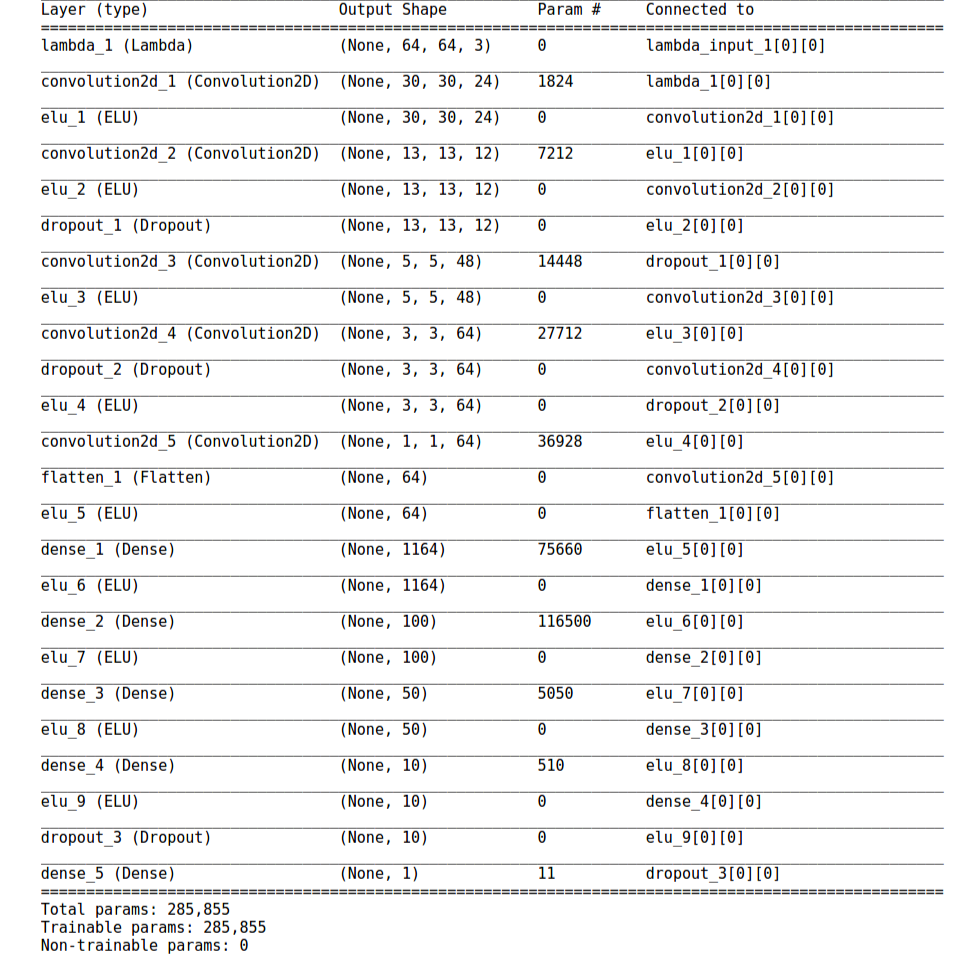 Layer (type) Output Shape Param # Connected to
lambda_1 (Lambda) (None, 64, 64, 3) 0 lambda_input_1[0][0]
convolution2d_1 (Convolution2D) (None, 30, 30, 24) 1824 lambda_1[0][0]
elu_1 (ELU) (None, 30, 30, 24) 0 convolution2d_1[0][0]
convolution2d_2 (Convolution2D) (None, 13, 13, 12) 7212 elu_1[0][0]
elu_2 (ELU) (None, 13, 13, 12) 0 convolution2d_2[0][0]
dropout_1 (Dropout) (None, 13, 13, 12) 0 elu_2[0][0]
convolution2d_3 (Convolution2D) (None, 5, 5, 48) 14448 dropout_1[0][0]
elu_3 (ELU) (None, 5, 5, 48) 0 convolution2d_3[0][0]
convolution2d_4 (Convolution2D) (None, 3, 3, 64) 27712 elu_3[0][0]
dropout_2 (Dropout) (None, 3, 3, 64) 0 convolution2d_4[0][0]
elu_4 (ELU) (None, 3, 3, 64) 0 dropout_2[0][0]
convolution2d_5 (Convolution2D) (None, 1, 1, 64) 36928 elu_4[0][0]
flatten_1 (Flatten) (None, 64) 0 convolution2d_5[0][0]
elu_5 (ELU) (None, 64) 0 flatten_1[0][0]
dense_1 (Dense) (None, 1164) 75660 elu_5[0][0]
elu_6 (ELU) (None, 1164) 0 dense_1[0][0]
dense_2 (Dense) (None, 100) 116500 elu_6[0][0]
elu_7 (ELU) (None, 100) 0 dense_2[0][0]
dense_3 (Dense) (None, 50) 5050 elu_7[0][0]
elu_8 (ELU) (None, 50) 0 dense_3[0][0]
dense_4 (Dense) (None, 10) 510 elu_8[0][0]
elu_9 (ELU) (None, 10) 0 dense_4[0][0]
dropout_3 (Dropout) (None, 10) 0 elu_9[0][0]
dense_5 (Dense) (None, 1) 11 dropout_3[0][0]
Total params: 285,855
Trainable params: 285,855
Non-trainable params: 0